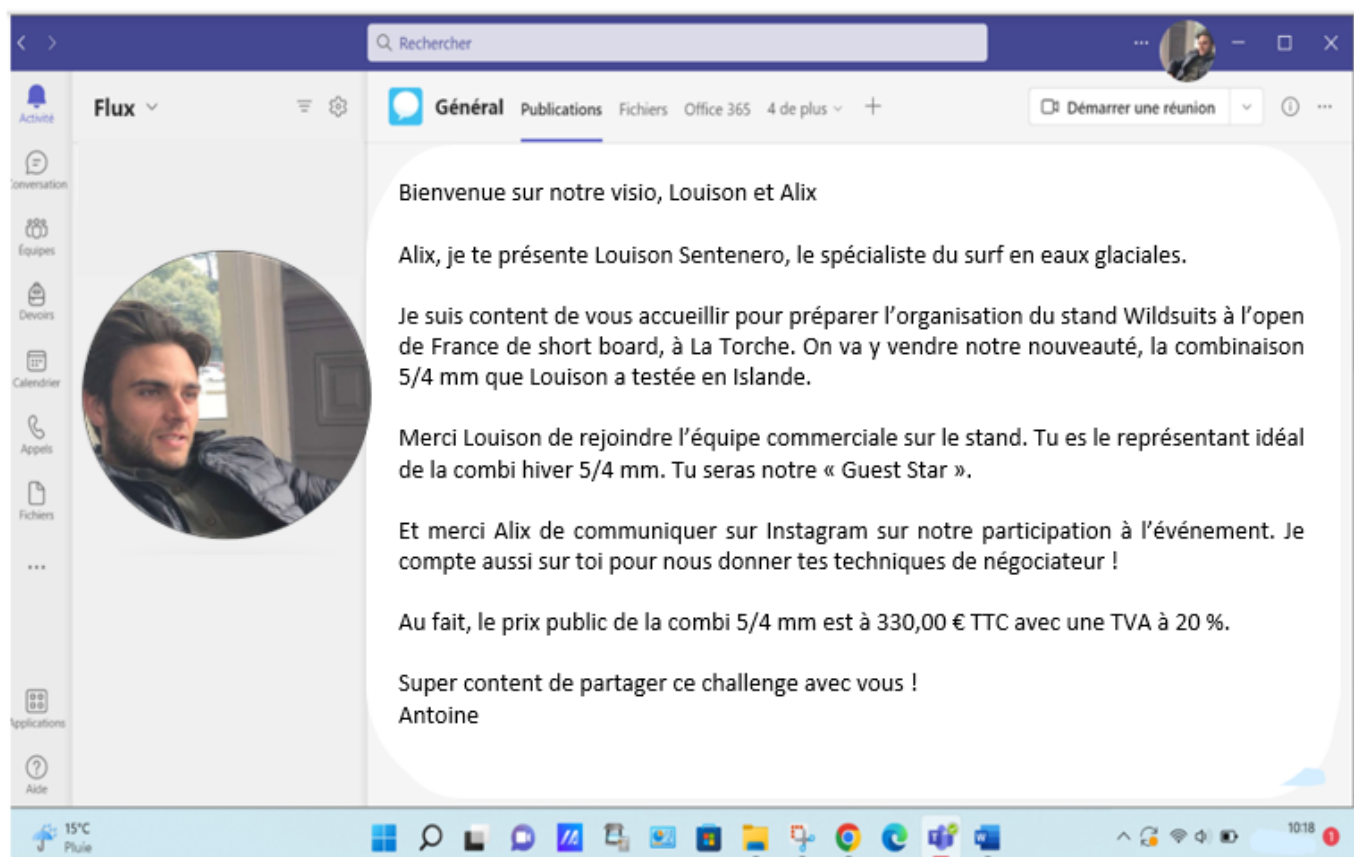 Rechercher
Activité
Flux
Général Publications Fichiers Office 365 4 de plus
Démarrer une réunion
Conversation
Équipes
Devoirs
Calendrier
Appels
Fichiers
Applications
Aide
Bienvenue sur notre visio, Louison et Alix
Alix, je te présente Louison Sentenero, le spécialiste du surf en eaux glaciales.
Je suis content de vous accueillir pour préparer l’organisation du stand Wildsuits à l’open
de France de short board, à La Torche. On va y vendre notre nouveauté, la combinaison
5/4 mm que Louison a testée en Islande.
Merci Louison de rejoindre l’équipe commerciale sur le stand. Tu es le représentant idéal
de la combi hiver 5/4 mm. Tu seras notre « Guest Star ».
Et merci Alix de communiquer sur Instagram sur notre participation à l’événement. Je
compte aussi sur toi pour nous donner tes techniques de négociateur !
Au fait, le prix public de la combi 5/4 mm est à 330,00 € TTC avec une TVA à 20 %.
Super content de partager ce challenge avec vous !
Antoine
15°C
Pluie
10:18
1